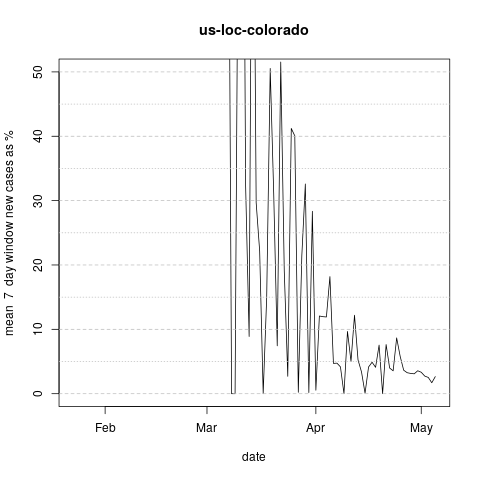 us-loc-colorado
mean 7 day window new cases as %
50
40
30
20
10
0
Feb
Mar
Apr
May
date